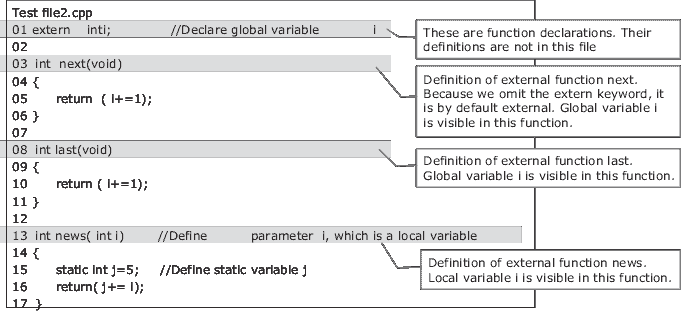 Test file2.cpp
01 extern inti; //Declare global variable i
02
03 int next(void)
04 {
05 return ( i+=1);
06 }
07
08 int last(void)
09 {
10 return ( i+=1);
11 }
12
13 int news( int i) //Define parameter i, which is a local variable
14 {
15 static int j=5; //Define static variable j
16 return( j+= i);
17 }
These are function declarations. Their
definitions are not in this file
Definition of external function next.
Because we omit the extern keyword, it
is by default external. Global variable i
is visible in this function.
Definition of external function last.
Global variable i is visible in this function.
Definition of external function news.
Local variable i is visible in this function.